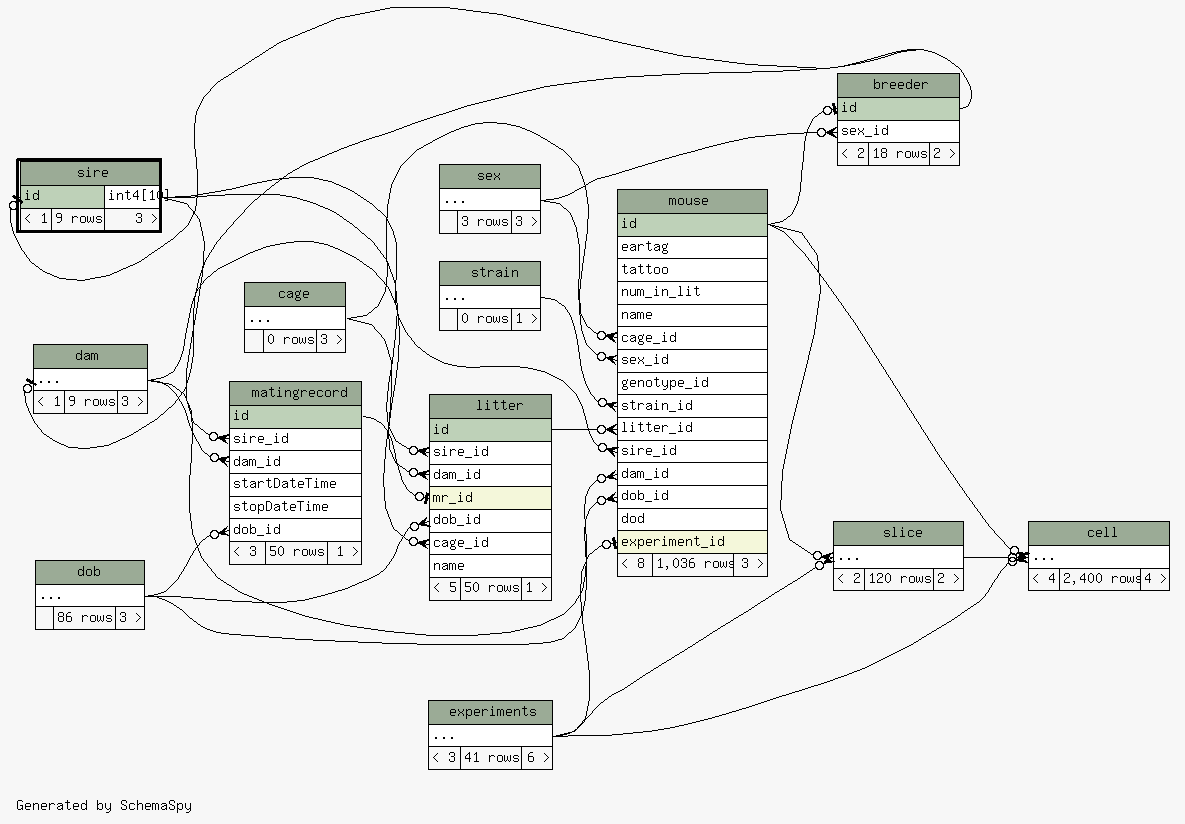 breeder
id
sex_id
< 2 18 rows 2 >
sire
id int4[10]
< 1 9 rows 3 >
sex
...
3 rows 3 >
mouse
id
eartag
tattoo
num_in_lit
name
cage_id
sex_id
genotype_id
strain_id
litter_id
sire_id
dam_id
dob_id
dod
experiment_id
< 8 1,036 rows 3 >
strain
...
0 rows 1 >
cage
...
0 rows 3 >
dam
...
< 1 9 rows 3 >
matingrecord
id
sire_id
dam_id
startDateTime
stopDateTime
dob_id
< 3 50 rows 1 >
litter
id
sire_id
dam_id
mr_id
dob_id
cage_id
name
< 5 50 rows 1 >
slice
...
< 2 120 rows 2 >
cell
...
< 4 2,400 rows 4 >
dob
...
86 rows 3 >
experiments
...
< 3 41 rows 6 >
Generated by SchemaSpy